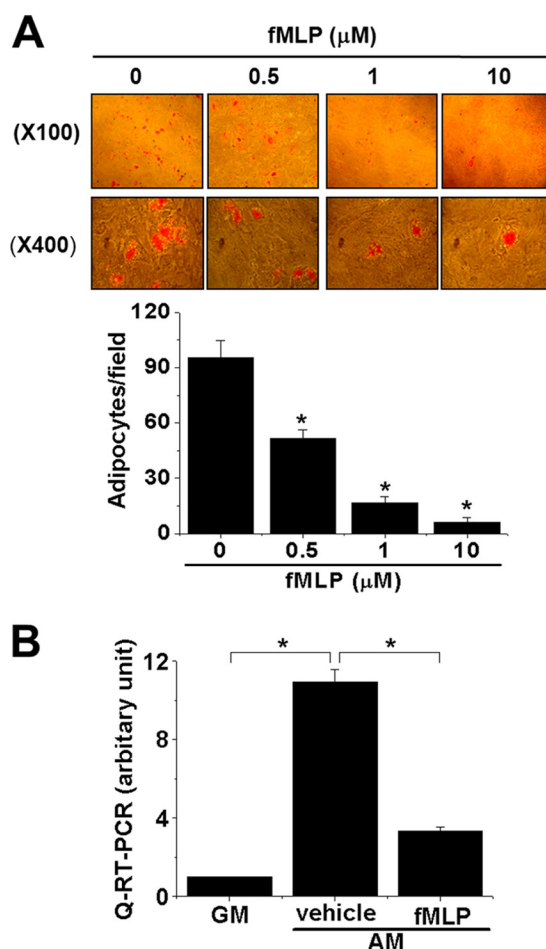 A
fMLP (μM)
0 0.5 1 10
(X100)
(X400)
120
90
60
30
0
Adipocytes/field
* * *
0 0.5 1 10
fMLP (μM)
B
* *
12
8
4
0
Q-RT-PCR (arbitary unit)
GM vehicle fMLP
AM